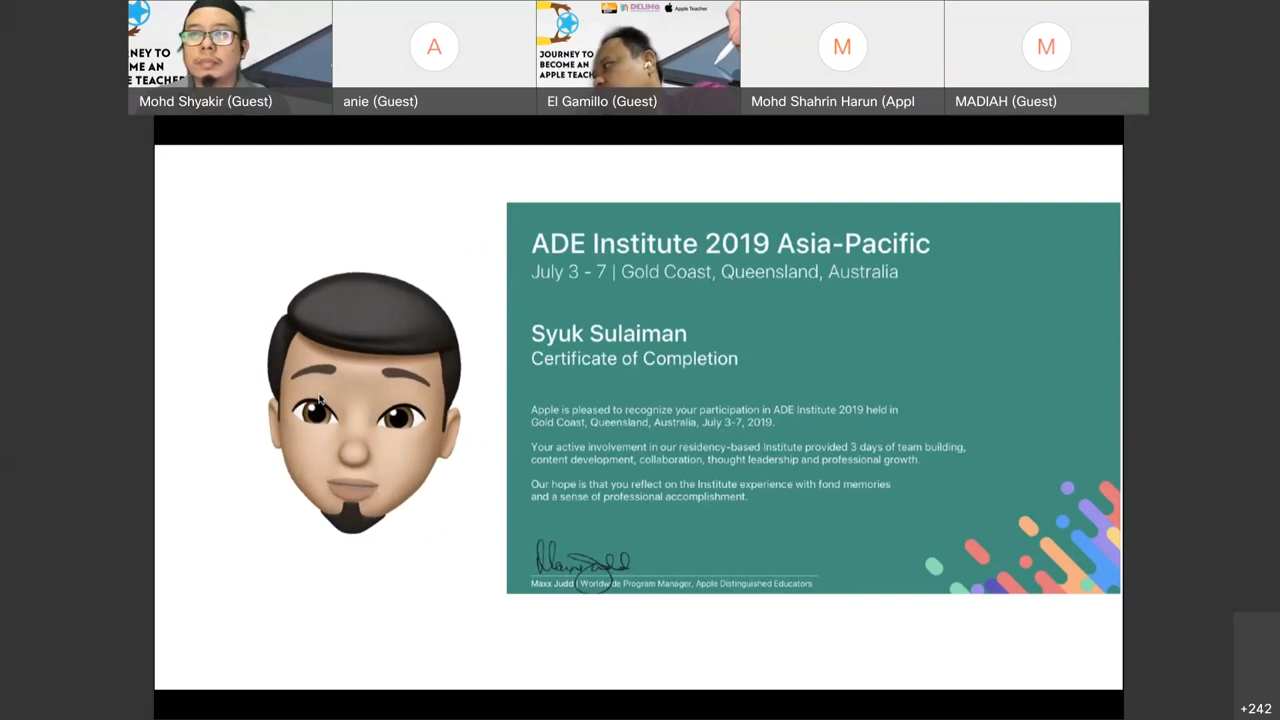 NEY TO
ME AN
E TEACHER
Mohd Shyakir (Guest)
A
anie (Guest)
DELIMa
Apple Teacher
JOURNEY TO
BECOME AN
APPLE TEACH
El Gamillo (Guest)
M
Mohd Shahrin Harun (Appl
M
MADIAH (Guest)
ADE Institute 2019 Asia-Pacific
July 3 - 7 | Gold Coast, Queensland, Australia
Syuk Sulaiman
Certificate of Completion
Apple is pleased to recognize your participation in ADE Institute 2019 held in
Gold Coast, Queensland, Australia, July 3-7, 2019.
Your active involvement in our residency-based Institute provided 3 days of team building,
content development, collaboration, thought leadership and professional growth.
Our hope is that you reflect on the Institute experience with fond memories
and a sense of professional accomplishment.
Maxx Judd | Worldwide Program Manager, Apple Distinguished Educators
+242